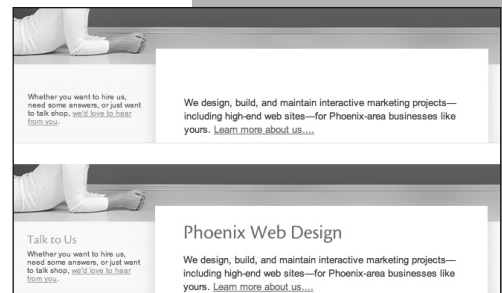 Whether you want to hire us,
need some answers, or just want
to talk shop, we'd love to hear
from you.
We design, build, and maintain interactive marketing projects—
including high-end web sites—for Phoenix-area businesses like
yours. Learn more about us....
Talk to Us
Whether you want to hire us,
need some answers, or just want
to talk shop, we'd love to hear
from you.
Phoenix Web Design
We design, build, and maintain interactive marketing projects—
including high-end web sites—for Phoenix-area businesses like
yours. Learn more about us....